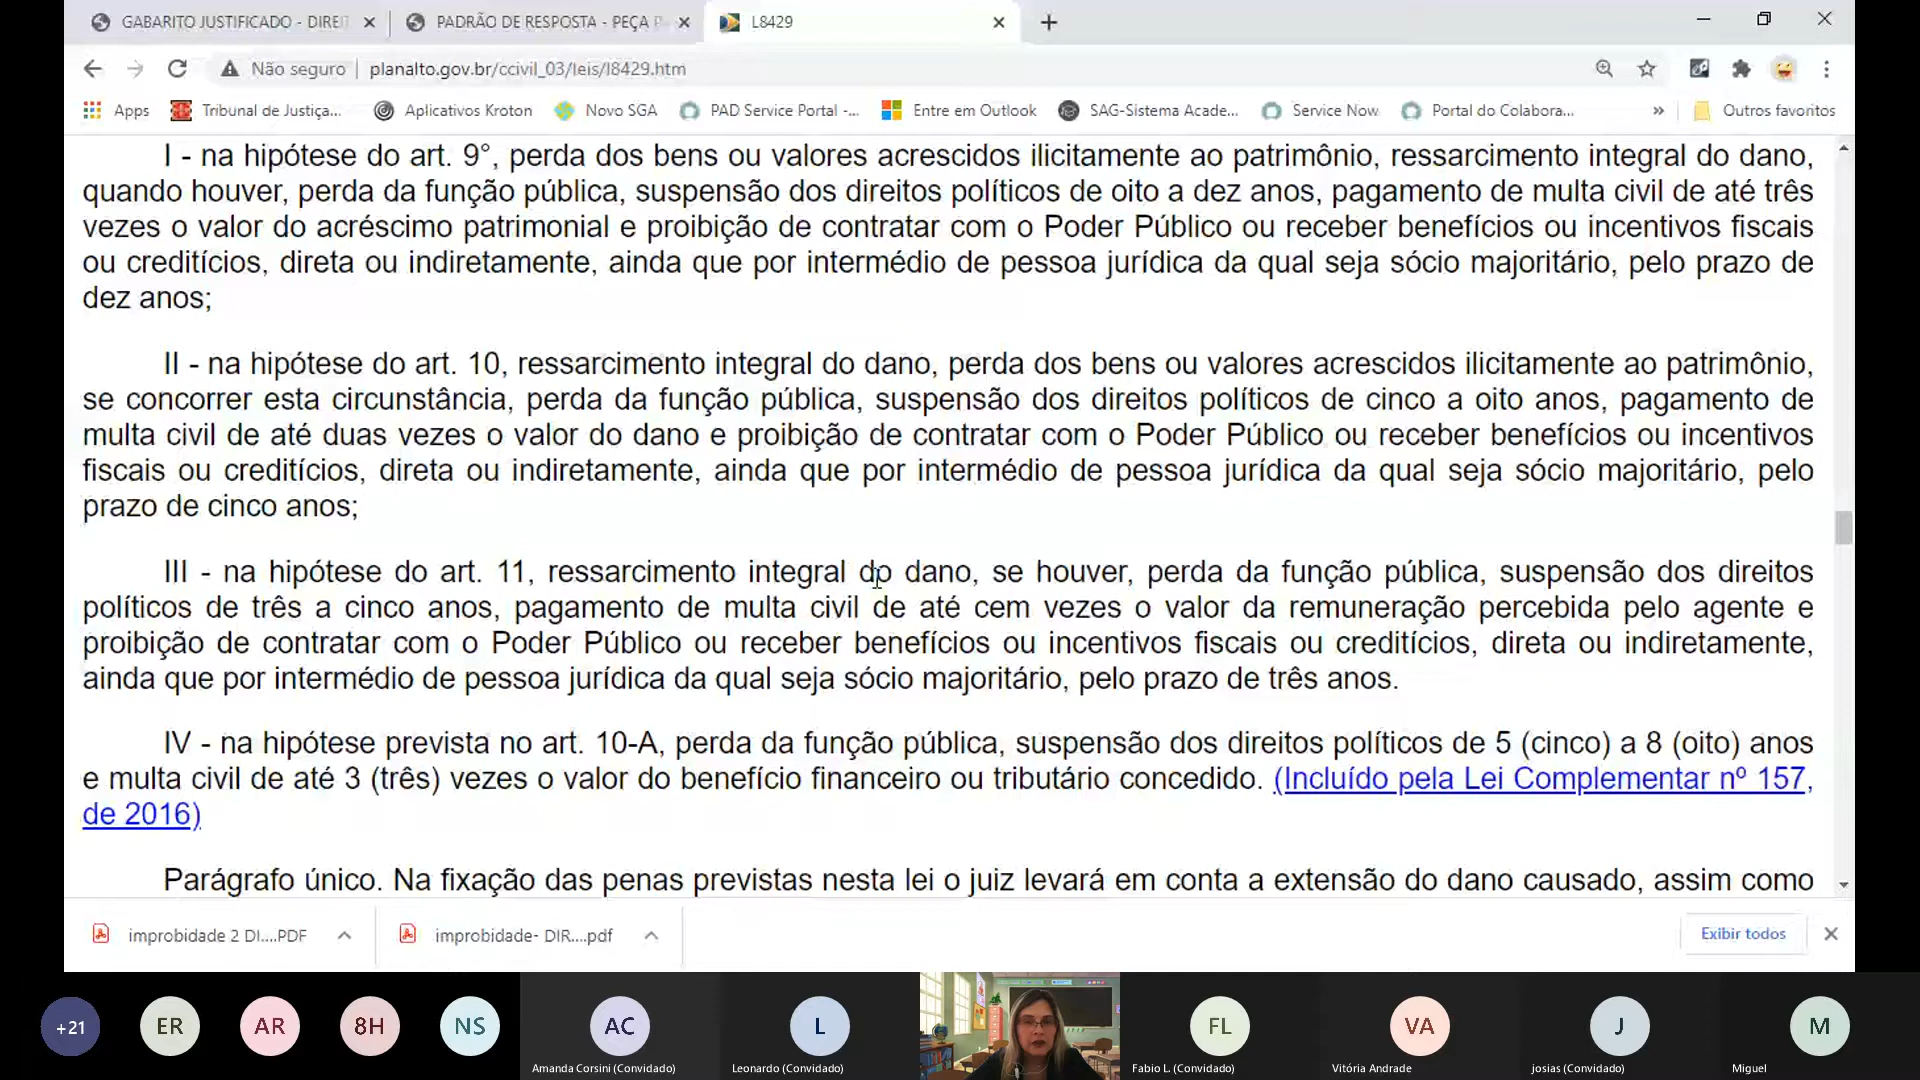 GABARITO JUSTIFICADO - DIREI
PADRÃO DE RESPOSTA - PEÇA P
L8429
Não seguro | planalto.gov.br/ccivil_03/leis/l8429.htm
Apps Tribunal de Justiça... Aplicativos Kroton Novo SGA PAD Service Portal -... Entre em Outlook SAG-Sistema Acade... Service Now Portal do Colabora... » Outros favoritos
I - na hipótese do art. 9°, perda dos bens ou valores acrescidos ilicitamente ao patrimônio, ressarcimento integral do dano,
quando houver, perda da função pública, suspensão dos direitos políticos de oito a dez anos, pagamento de multa civil de até três
vezes o valor do acréscimo patrimonial e proibição de contratar com o Poder Público ou receber benefícios ou incentivos fiscais
ou creditícios, direta ou indiretamente, ainda que por intermédio de pessoa jurídica da qual seja sócio majoritário, pelo prazo de
dez anos;
II - na hipótese do art. 10, ressarcimento integral do dano, perda dos bens ou valores acrescidos ilicitamente ao patrimônio,
se concorrer esta circunstância, perda da função pública, suspensão dos direitos políticos de cinco a oito anos, pagamento de
multa civil de até duas vezes o valor do dano e proibição de contratar com o Poder Público ou receber benefícios ou incentivos
fiscais ou creditícios, direta ou indiretamente, ainda que por intermédio de pessoa jurídica da qual seja sócio majoritário, pelo
prazo de cinco anos;
III - na hipótese do art. 11, ressarcimento integral do dano, se houver, perda da função pública, suspensão dos direitos
políticos de três a cinco anos, pagamento de multa civil de até cem vezes o valor da remuneração percebida pelo agente e
proibição de contratar com o Poder Público ou receber benefícios ou incentivos fiscais ou creditícios, direta ou indiretamente,
ainda que por intermédio de pessoa jurídica da qual seja sócio majoritário, pelo prazo de três anos.
IV - na hipótese prevista no art. 10-A, perda da função pública, suspensão dos direitos políticos de 5 (cinco) a 8 (oito) anos
e multa civil de até 3 (três) vezes o valor do benefício financeiro ou tributário concedido. (Incluído pela Lei Complementar nº 157,
de 2016)
Parágrafo único. Na fixação das penas previstas nesta lei o juiz levará em conta a extensão do dano causado, assim como
improbidade 2 DI....PDF
improbidade- DIR....pdf
Exibir todos
+21 ER AR 8H NS AC L FL VA J M
Amanda Corsini (Convidado) Leonardo (Convidado) Fabio L. (Convidado) Vitória Andrade josias (Convidado) Miguel